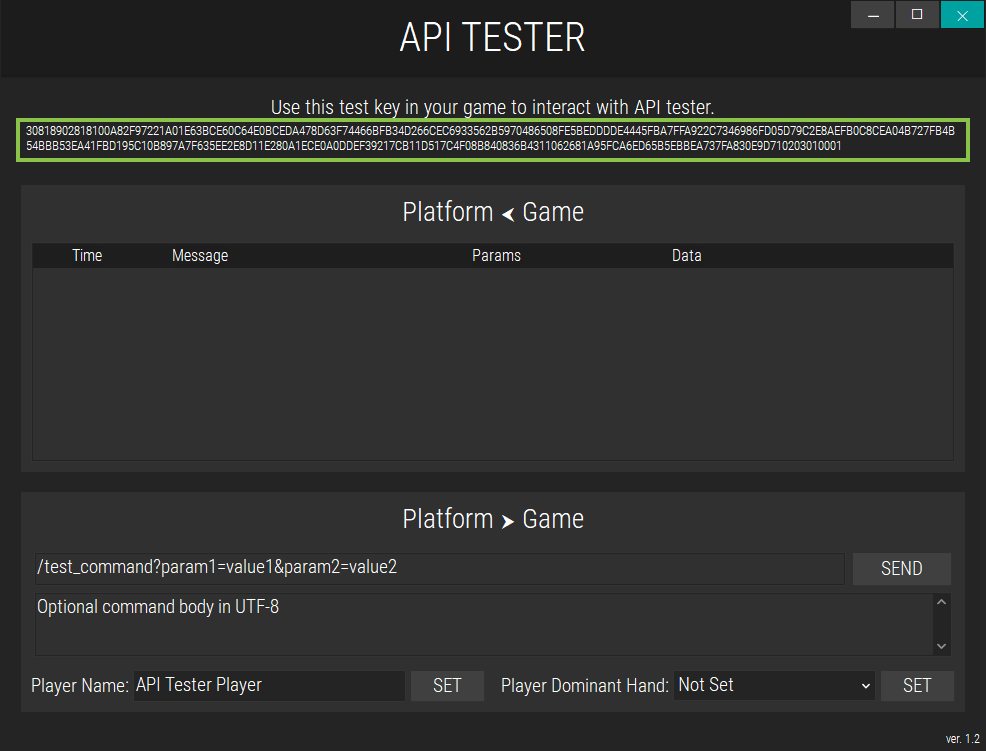 API TESTER
Use this test key in your game to interact with API tester.
30818902818100A82F97221A01E63BCE60C64E0BCEDA478D63F74466BFB34D266CEC6933562B5970486508FE5BEDDDDE4445FBA7FFA922C7346986FD05D79C2E8AEFB0C8CEA04B727FB4B
54BBB53EA41FBD195C10B897A7F635EE2E8D11E280A1ECE0A0DDEF39217CB11D517C4F08B840836B4311062681A95FCA6ED65B5EBBEA737FA830E9D710203010001
Platform ⮜ Game
Time Message Params Data
Platform ⮞ Game
/test_command?param1=value1&param2=value2 SEND
Optional command body in UTF-8
Player Name: API Tester Player SET Player Dominant Hand: Not Set SET
ver. 1.2